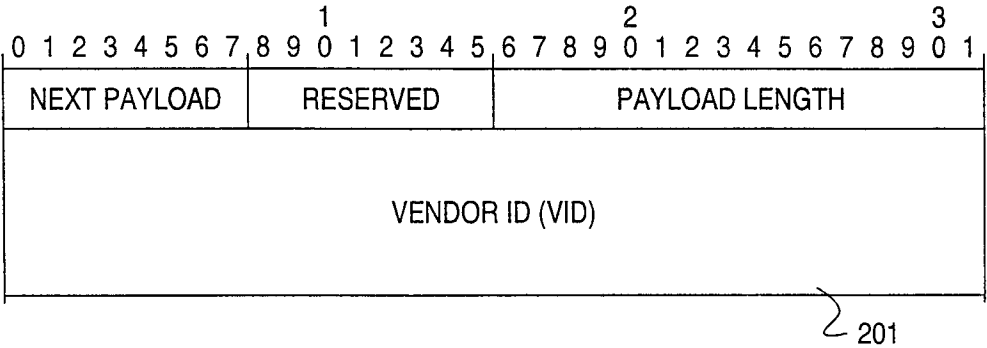 1 2 3
0 1 2 3 4 5 6 7 8 9 0 1 2 3 4 5 6 7 8 9 0 1 2 3 4 5 6 7 8 9 0 1
NEXT PAYLOAD RESERVED PAYLOAD LENGTH
VENDOR ID (VID)
201